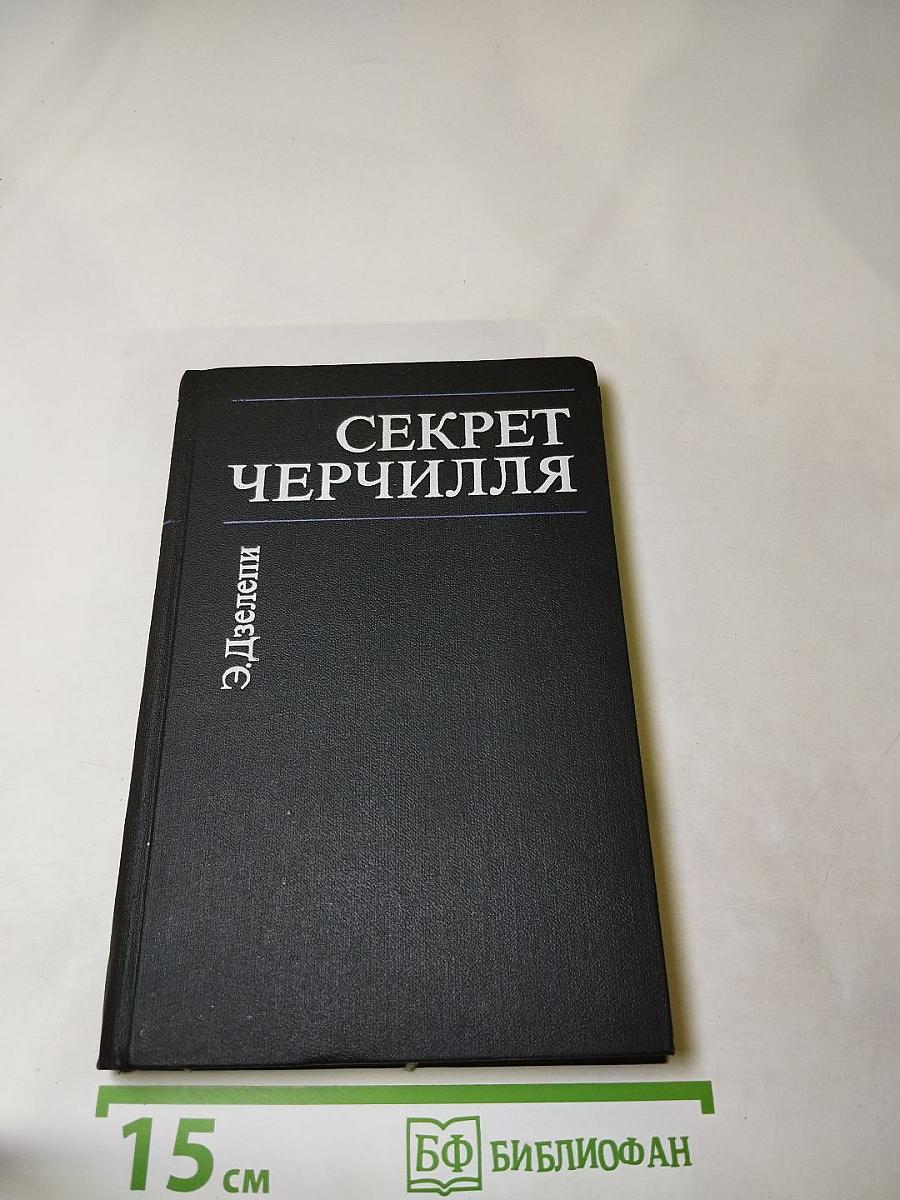 СЕКРЕТ
ЧЕРЧИЛЛЯ
Э.Дзелепи
15 см
БФ БИБЛИОФАН